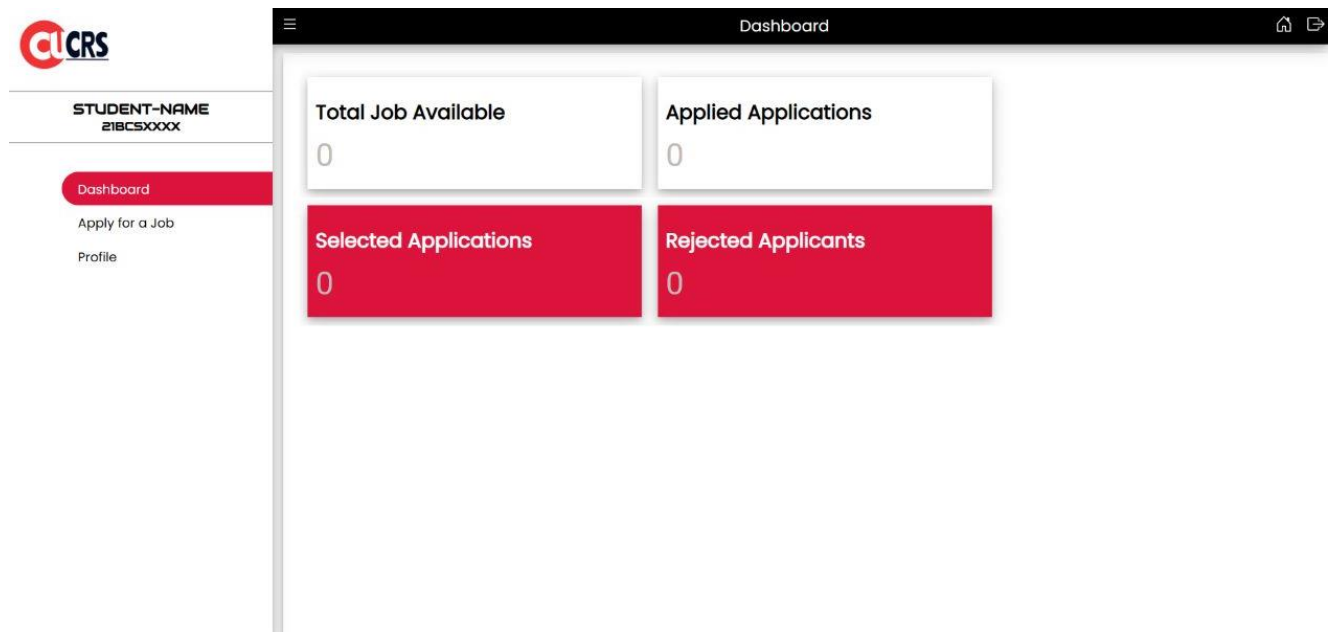 CUCRS
STUDENT-NAME
21BCSXXXX
Dashboard
Apply for a Job
Profile
Dashboard
Total Job Available
0
Applied Applications
0
Selected Applications
0
Rejected Applicants
0